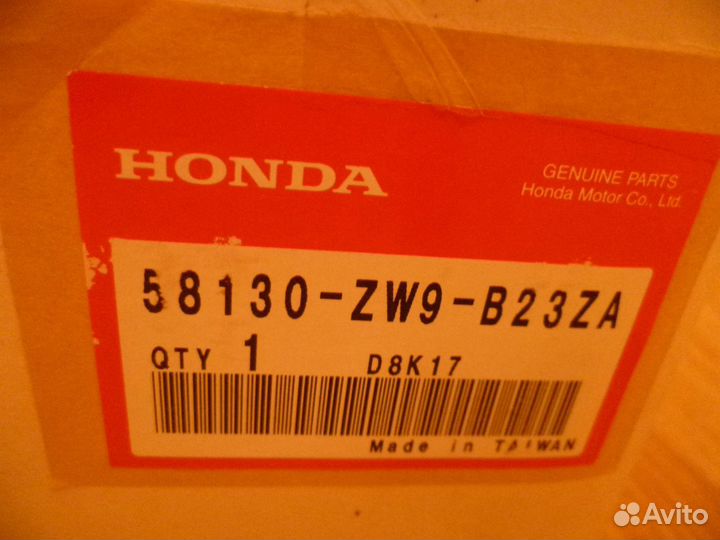 HONDA
GENUINE PARTS
Honda Motor Co., Ltd.
58130-ZW9-B23ZA
QTY 1 D8K17
Made in TAIWAN
Avito